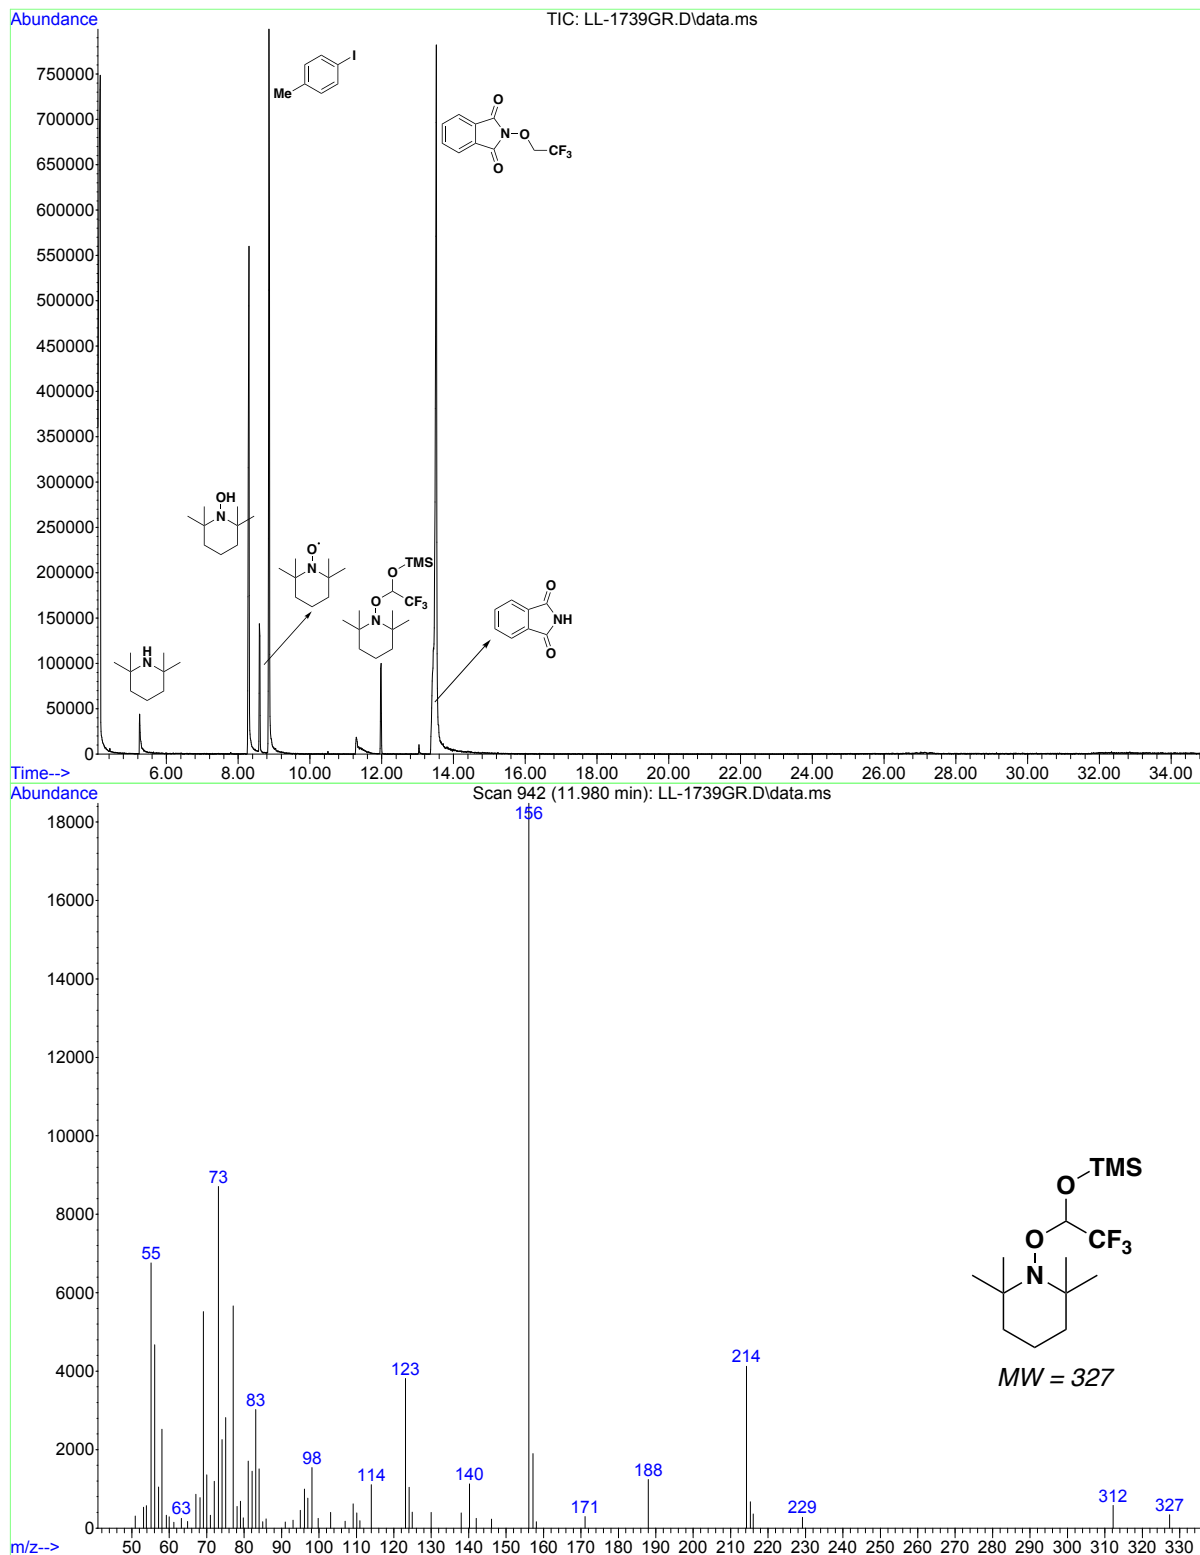 Abundance
TIC: LL-1739GR.D\data.ms
750000
700000
650000
600000
550000
500000
450000
400000
350000
300000
250000
200000
150000
100000
50000
0
I
Me
O
N
O
CF3
O
OH
N
O•
N
O
TMS
O
CF3
N
O
NH
O
H
N
6.00 8.00 10.00 12.00 14.00 16.00 18.00 20.00 22.00 24.00 26.00 28.00 30.00 32.00 34.00
Time-->
Abundance
Scan 942 (11.980 min): LL-1739GR.D\data.ms
18000
16000
14000
12000
10000
8000
6000
4000
2000
0
156
73
55
214
123
83
98
114
140
188
63
171
229
312
327
O
TMS
O
CF3
N
MW = 327
50 60 70 80 90 100 110 120 130 140 150 160 170 180 190 200 210 220 230 240 250 260 270 280 290 300 310 320 330
m/z-->